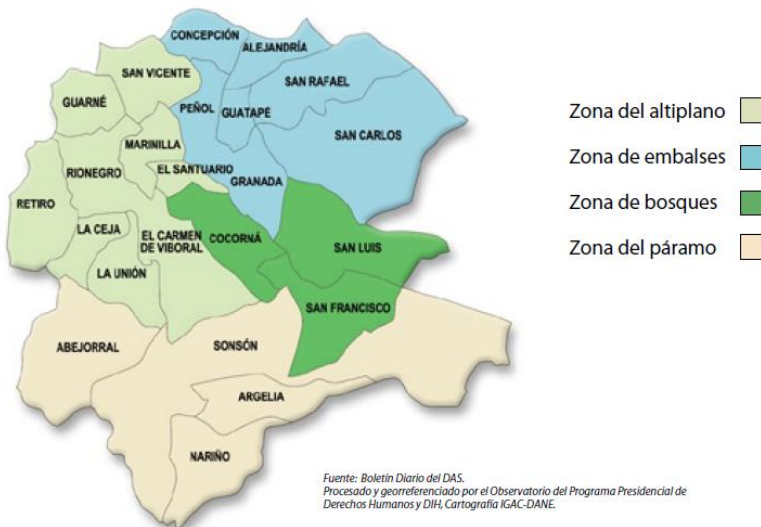 CONCEPCIÓN
ALEJANDRÍA
SAN VICENTE
SAN RAFAEL
GUARNÉ
PEÑOL
GUATAPÉ
SAN CARLOS
MARINILLA
EL SANTUARIO
RIONEGRO
GRANADA
RETIRO
LA CEJA
EL CARMEN
DE VIBORAL
COCORNÁ
SAN LUIS
LA UNIÓN
SAN FRANCISCO
ABEJORRAL
SONSÓN
ARGELIA
NARIÑO
Zona del altiplano
Zona de embalses
Zona de bosques
Zona del páramo
Fuente: Boletín Diario del DAS.
Procesado y georreferenciado por el Observatorio del Programa Presidencial de
Derechos Humanos y DIH, Cartografía IGAC-DANE.